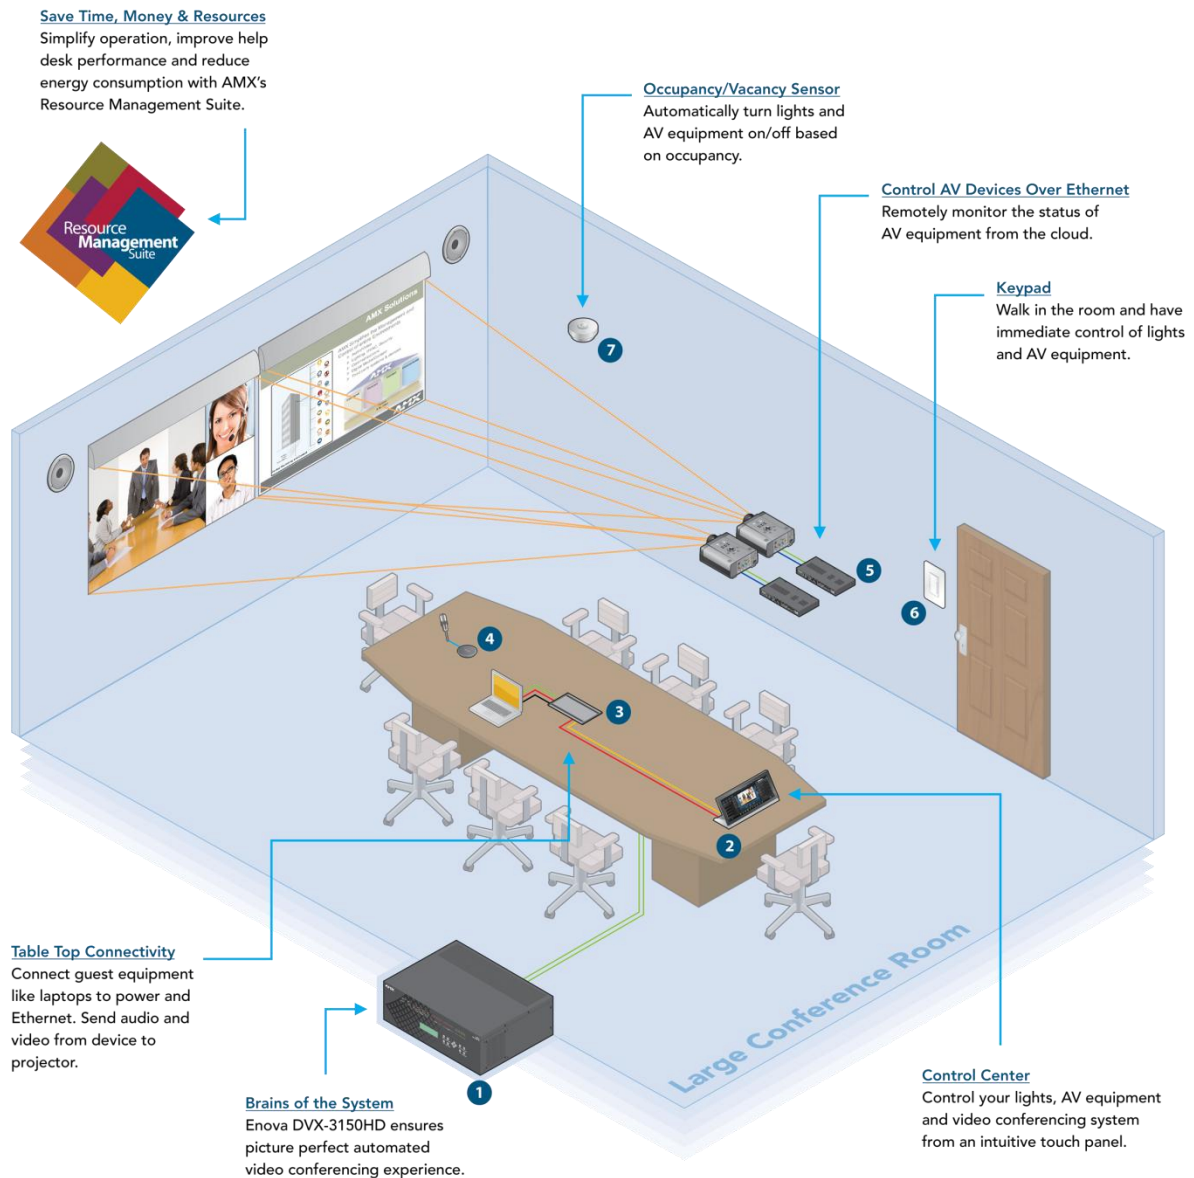 Save Time, Money & Resources
Simplify operation, improve help
desk performance and reduce
energy consumption with AMX's
Resource Management Suite.
Resource
Management
Suite
Occupancy/Vacancy Sensor
Automatically turn lights and
AV equipment on/off based
on occupancy.
Control AV Devices Over Ethernet
Remotely monitor the status of
AV equipment from the cloud.
Keypad
Walk in the room and have
immediate control of lights
and AV equipment.
AMX Solutions
AMX
7
5
6
4
3
2
Table Top Connectivity
Connect guest equipment
like laptops to power and
Ethernet. Send audio and
video from device to
projector.
Large Conference Room
1
Brains of the System
Enova DVX-3150HD ensures
picture perfect automated
video conferencing experience.
Control Center
Control your lights, AV equipment
and video conferencing system
from an intuitive touch panel.